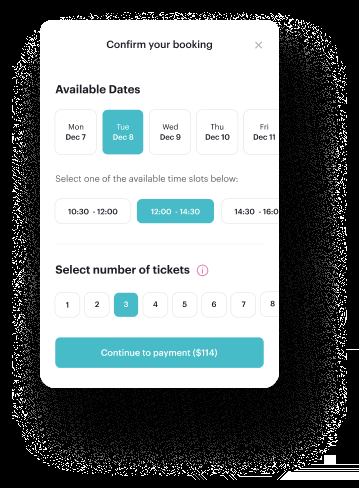 Confirm your booking
Available Dates
Mon Tue Wed Thu Fri
Dec 7 Dec 8 Dec 9 Dec 10 Dec 11
Select one of the available time slots below:
10:30 - 12:00 12:00 - 14:30 14:30 - 16:0
Select number of tickets
1 2 3 4 5 6 7 8
Continue to payment ($114)